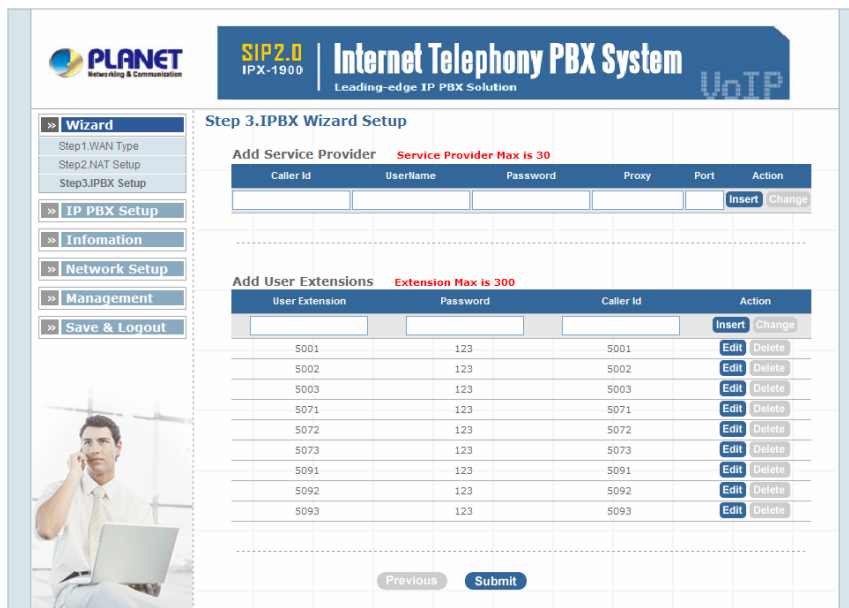 PLANET
Networking & Communication
SIP2.0
IPX-1900
Internet Telephony PBX System
Leading-edge IP PBX Solution
VoIP
» Wizard
Step1.WAN Type
Step2.NAT Setup
Step3.IPBX Setup
» IP PBX Setup
» Infomation
» Network Setup
» Management
» Save & Logout
Step 3.IPBX Wizard Setup
Add Service Provider Service Provider Max is 30
Caller Id UserName Password Proxy Port Action
Insert Change
Add User Extensions Extension Max is 300
User Extension Password Caller Id Action
Insert Change
5001 123 5001 Edit Delete
5002 123 5002 Edit Delete
5003 123 5003 Edit Delete
5071 123 5071 Edit Delete
5072 123 5072 Edit Delete
5073 123 5073 Edit Delete
5091 123 5091 Edit Delete
5092 123 5092 Edit Delete
5093 123 5093 Edit Delete
Previous Submit